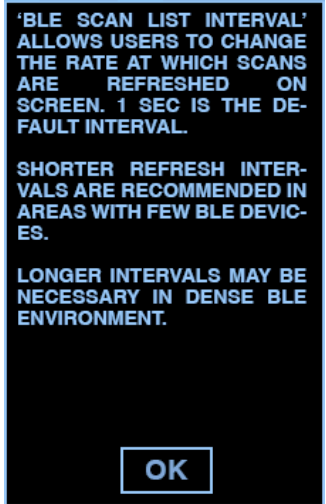 ‘BLE SCAN LIST INTERVAL’
ALLOWS USERS TO CHANGE
THE RATE AT WHICH SCANS
ARE REFRESHED ON
SCREEN. 1 SEC IS THE DE-
FAULT INTERVAL.
SHORTER REFRESH INTER-
VALS ARE RECOMMENDED IN
AREAS WITH FEW BLE DEVIC-
ES.
LONGER INTERVALS MAY BE
NECESSARY IN DENSE BLE
ENVIRONMENT.
OK